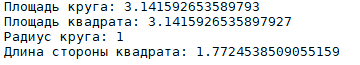 Площадь круга: 3.141592653589793
Площадь квадрата: 3.1415926535897927
Радиус круга: 1
Длина стороны квадрата: 1.7724538509055159